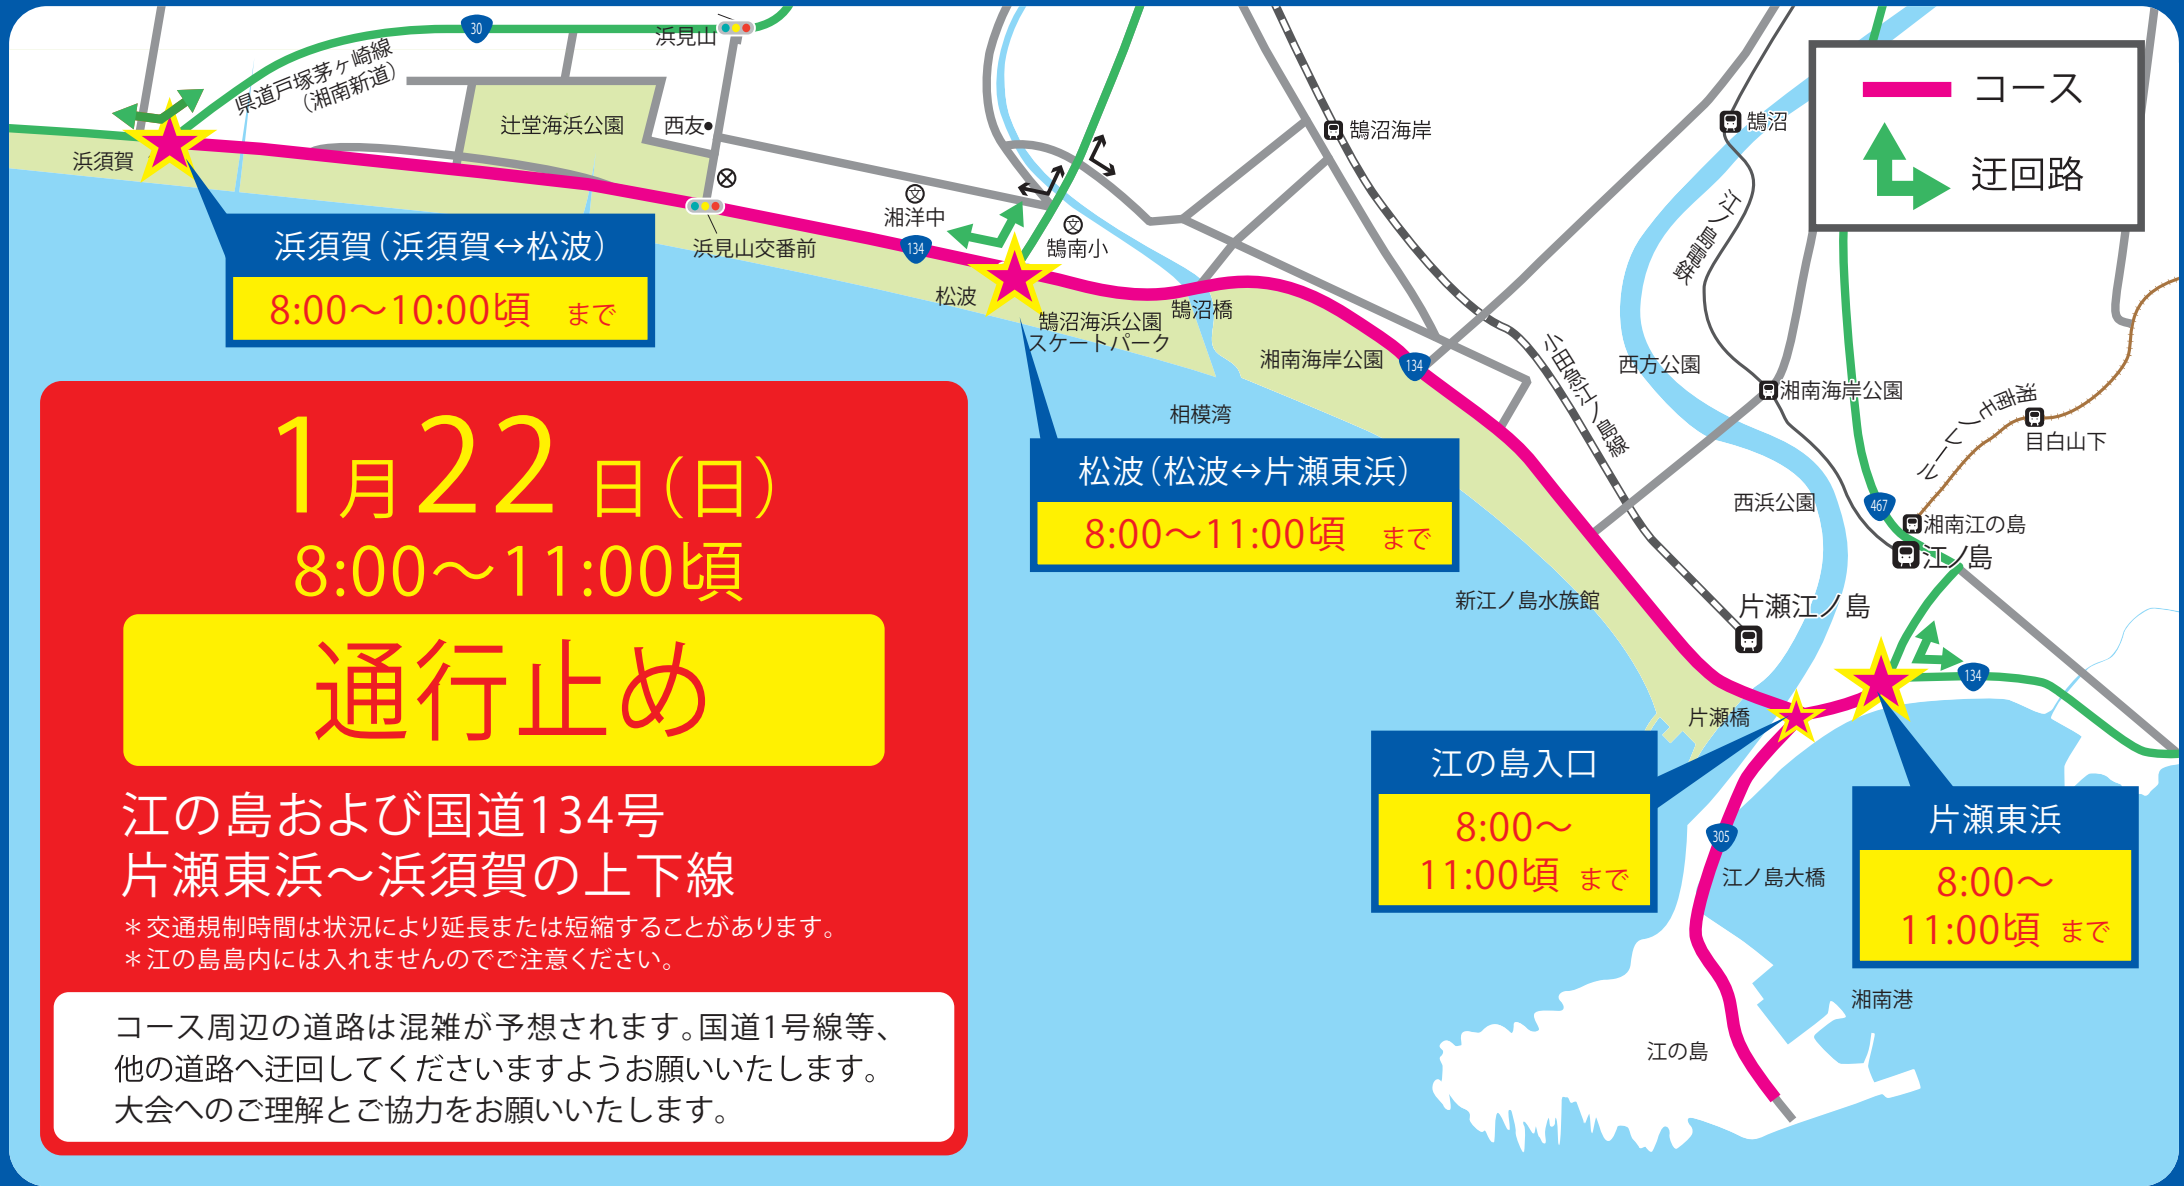 30
浜見山
県道戸塚茅ヶ崎線
（湘南新道）
辻堂海浜公園
西友
浜須賀
鵠沼海岸
鵠沼
コース
迂回路
江ノ島電鉄
文
湘洋中
文
鵠南小
浜見山交番前
134
浜須賀（浜須賀↔松波）
8:00〜10:00頃 まで
松波
鵠沼海浜公園
スケートパーク
鵠沼橋
湘南海岸公園
134
小田急江ノ島線
西方公園
湘南海岸公園
湘南モノレール
目白山下
相模湾
松波（松波↔片瀬東浜）
8:00〜11:00頃 まで
西浜公園
467
湘南江の島
江ノ島
新江ノ島水族館
片瀬江ノ島
134
片瀬橋
江の島入口
8:00〜
11:00頃 まで
片瀬東浜
8:00〜
11:00頃 まで
305
江ノ島大橋
湘南港
江の島
1月22日（日）
8:00〜11:00頃
通行止め
江の島および国道134号
片瀬東浜〜浜須賀の上下線
＊交通規制時間は状況により延長または短縮することがあります。
＊江の島島内には入れませんのでご注意ください。
コース周辺の道路は混雑が予想されます。国道1号線等、
他の道路へ迂回してくださいますようお願いいたします。
大会へのご理解とご協力をお願いいたします。